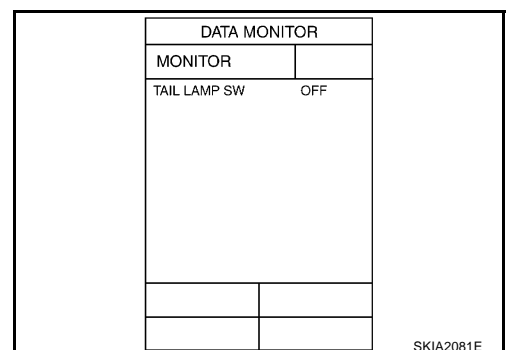 DATA MONITOR
MONITOR
TAIL LAMP SW OFF
SKIA2081E